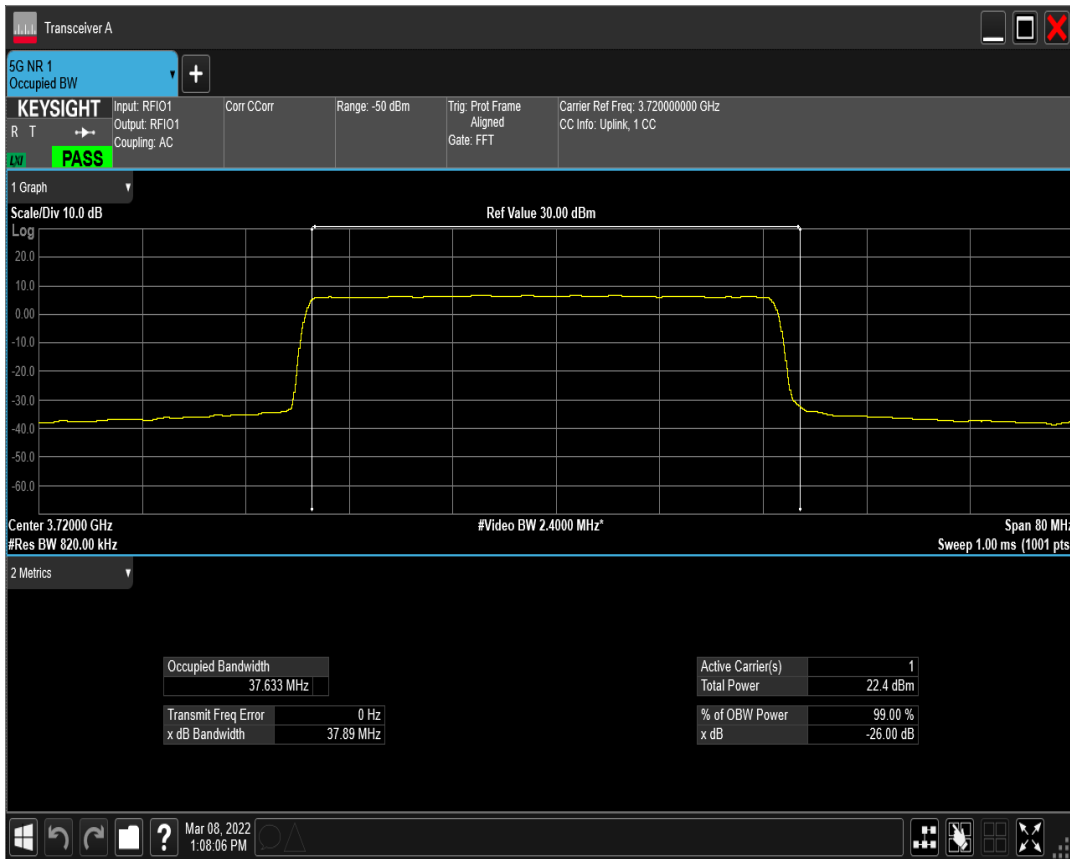 Transceiver A
5G NR 1
Occupied BW
KEYSIGHT
R T
LXI
PASS
Input: RFIO1
Output: RFIO1
Coupling: AC
Corr CCorr
Range: -50 dBm
Trig: Prot Frame
Aligned
Gate: FFT
Carrier Ref Freq: 3.720000000 GHz
CC Info: Uplink, 1 CC
1 Graph
Scale/Div 10.0 dB
Ref Value 30.00 dBm
Log
20.0
10.0
0.00
-10.0
-20.0
-30.0
-40.0
-50.0
-60.0
Center 3.72000 GHz
#Video BW 2.4000 MHz*
Span 80 MHz
#Res BW 820.00 kHz
Sweep 1.00 ms (1001 pts
2 Metrics
Occupied Bandwidth
37.633 MHz
Transmit Freq Error 0 Hz
x dB Bandwidth 37.89 MHz
Active Carrier(s) 1
Total Power 22.4 dBm
% of OBW Power 99.00 %
x dB -26.00 dB
?
Mar 08, 2022
1:08:06 PM